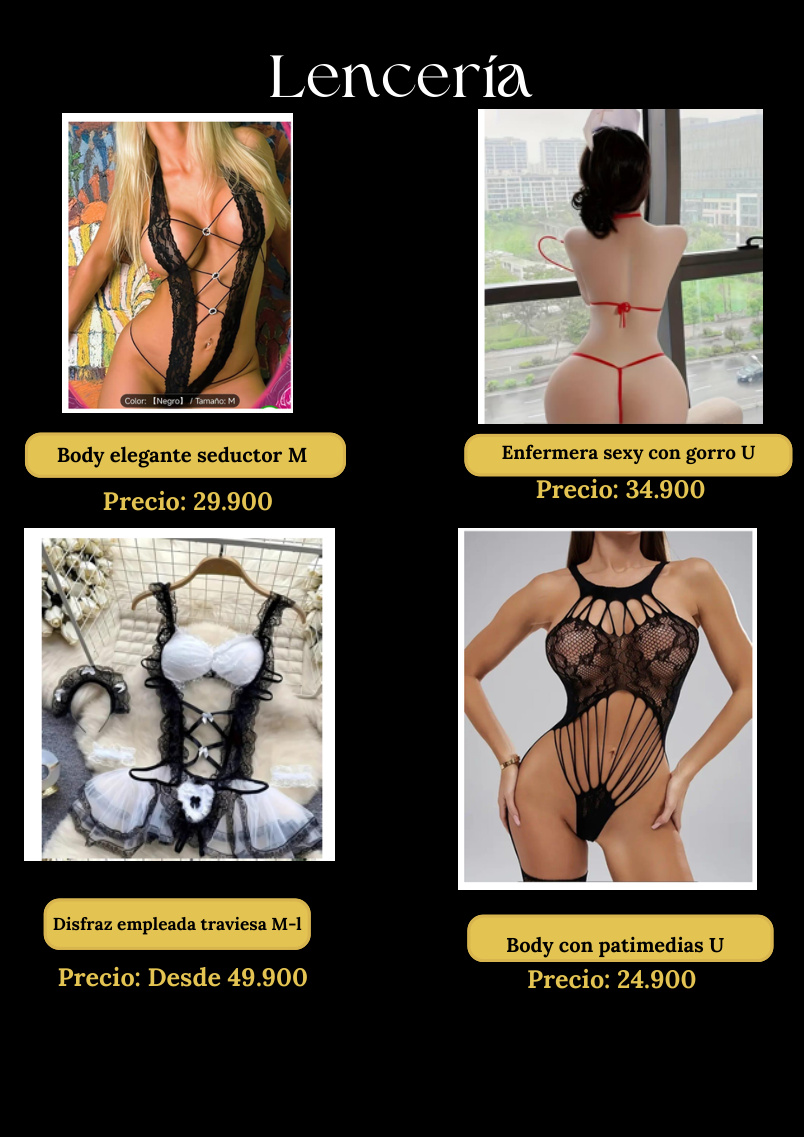 Lencería
Color: 【Negro】 / Tamaño: M
Body elegante seductor M
Precio: 29.900
Enfermera sexy con gorro U
Precio: 34.900
Disfraz empleada traviesa M-l
Precio: Desde 49.900
Body con patimedias U
Precio: 24.900